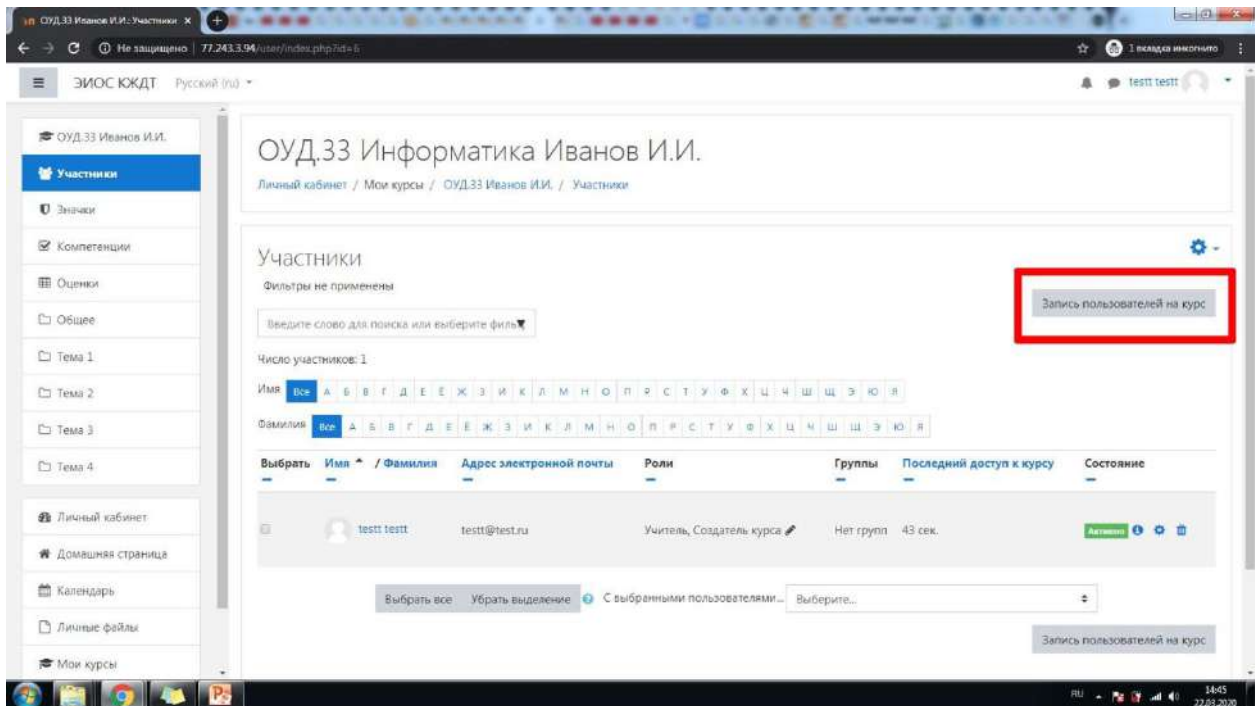 ОУД.33 Иванов И.И.: Участники
Не защищено 77.243.3.94/user/index.php?id=6 1 вкладка инкогнито
ЭИОС КЖДТ Русский (ru) testt testt
ОУД.33 Иванов И.И.
Участники
Значки
Компетенции
Оценки
Общее
Тема 1
Тема 2
Тема 3
Тема 4
Личный кабинет
Домашняя страница
Календарь
Личные файлы
Мои курсы
ОУД.33 Информатика Иванов И.И.
Личный кабинет / Мои курсы / ОУД.33 Иванов И.И. / Участники
Участники
Фильтры не применены
Запись пользователей на курс
Введите слово для поиска или выберите филь
Число участников: 1
Имя Все А Б В Г Д Е Ё Ж З И К Л М Н О П Р С Т У Ф Х Ц Ч Ш Щ Э Ю Я
Фамилия Все А Б В Г Д Е Ё Ж З И К Л М Н О П Р С Т У Ф Х Ц Ч Ш Щ Э Ю Я
Выбрать Имя / Фамилия Адрес электронной почты Роли Группы Последний доступ к курсу Состояние
testt testt testt@test.ru Учитель, Создатель курса Нет групп 43 сек. Активно
Выбрать все Убрать выделение С выбранными пользователями... Выберите...
Запись пользователей на курс
RU 14:45
22.03.2020